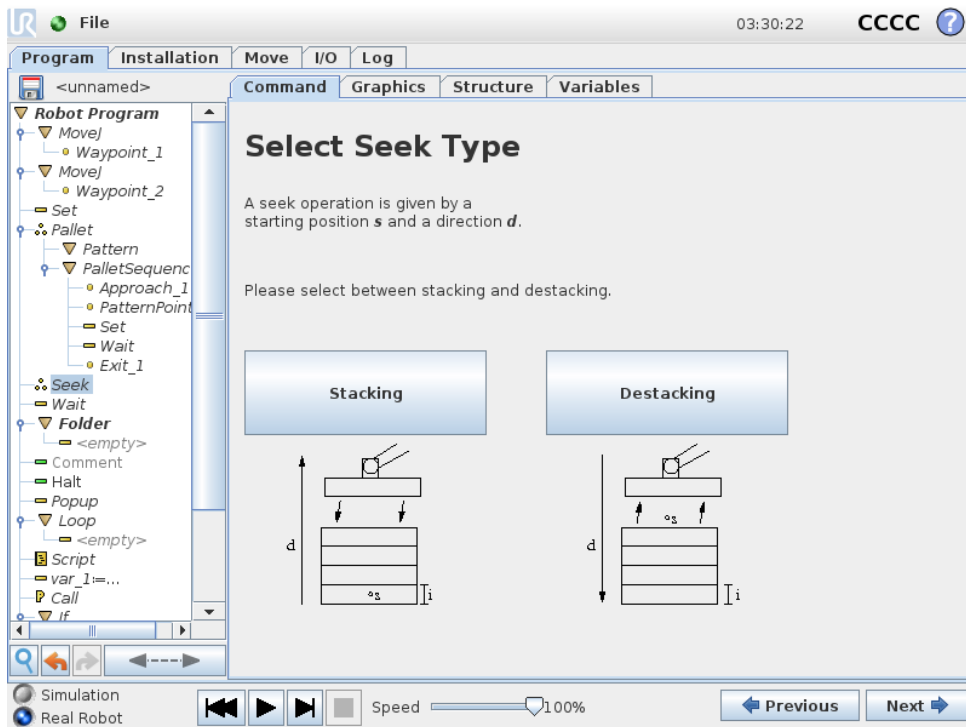 UR File 03:30:22 CCCC ?
Program Installation Move I/O Log
<unnamed>
Command Graphics Structure Variables
Robot Program
MoveJ
Waypoint_1
MoveJ
Waypoint_2
Set
Pallet
Pattern
PalletSequenc
Approach_1
PatternPoint
Set
Wait
Exit_1
Seek
Wait
Folder
<empty>
Comment
Halt
Popup
Loop
<empty>
Script
var_1:=...
Call
If
Select Seek Type
A seek operation is given by a
starting position s and a direction d.
Please select between stacking and destacking.
Stacking
Destacking
d
s
i
d
s
i
Simulation
Real Robot
Speed 100%
Previous
Next